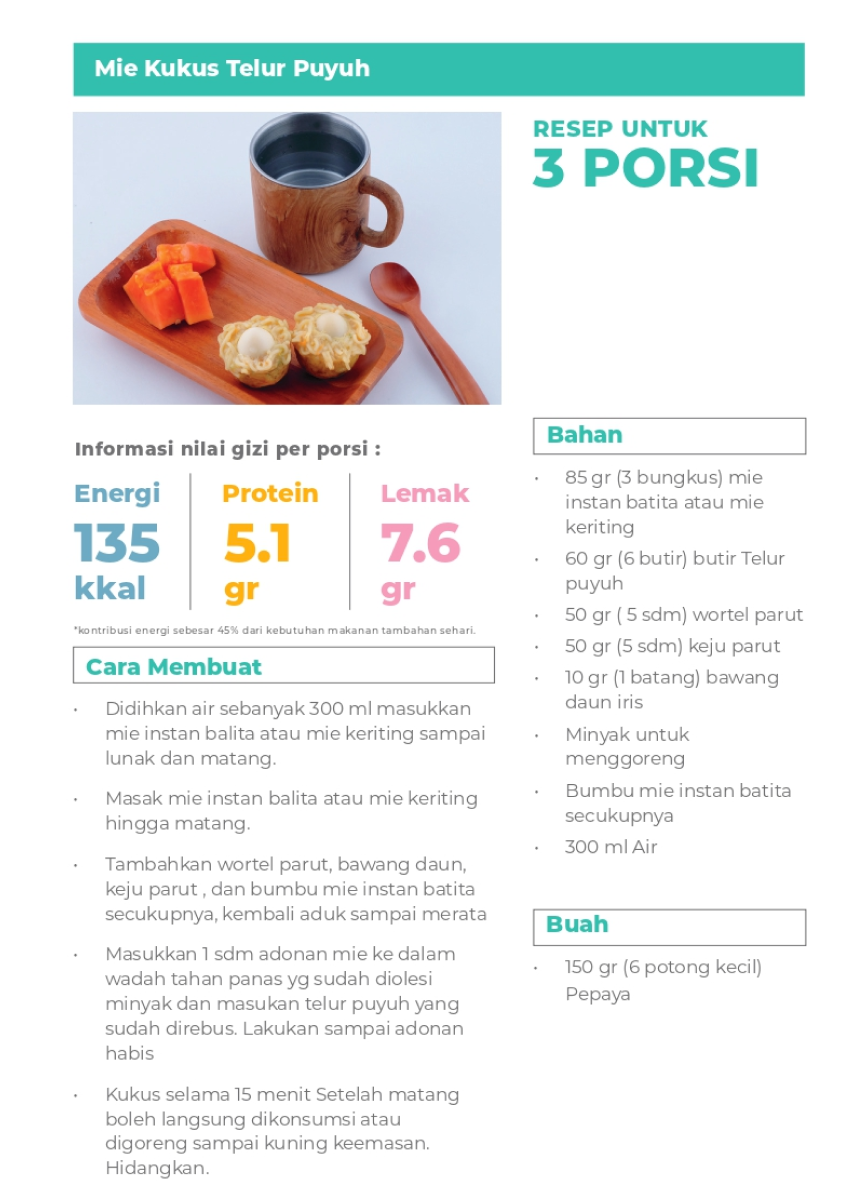 Mie Kukus Telur Puyuh
RESEP UNTUK
3 PORSI
Informasi nilai gizi per porsi :
Energi
135
kkal
Protein
5.1
gr
Lemak
7.6
gr
*kontribusi energi sebesar 45% dari kebutuhan makanan tambahan sehari.
Cara Membuat
• Didihkan air sebanyak 300 ml masukkan
mie instan balita atau mie keriting sampai
lunak dan matang.
• Masak mie instan balita atau mie keriting
hingga matang.
• Tambahkan wortel parut, bawang daun,
keju parut , dan bumbu mie instan batita
secukupnya, kembali aduk sampai merata
• Masukkan 1 sdm adonan mie ke dalam
wadah tahan panas yg sudah diolesi
minyak dan masukan telur puyuh yang
sudah direbus. Lakukan sampai adonan
habis
• Kukus selama 15 menit Setelah matang
boleh langsung dikonsumsi atau
digoreng sampai kuning keemasan.
Hidangkan.
Bahan
• 85 gr (3 bungkus) mie
instan batita atau mie
keriting
• 60 gr (6 butir) butir Telur
puyuh
• 50 gr ( 5 sdm) wortel parut
• 50 gr (5 sdm) keju parut
• 10 gr (1 batang) bawang
daun iris
• Minyak untuk
menggoreng
• Bumbu mie instan batita
secukupnya
• 300 ml Air
Buah
• 150 gr (6 potong kecil)
Pepaya